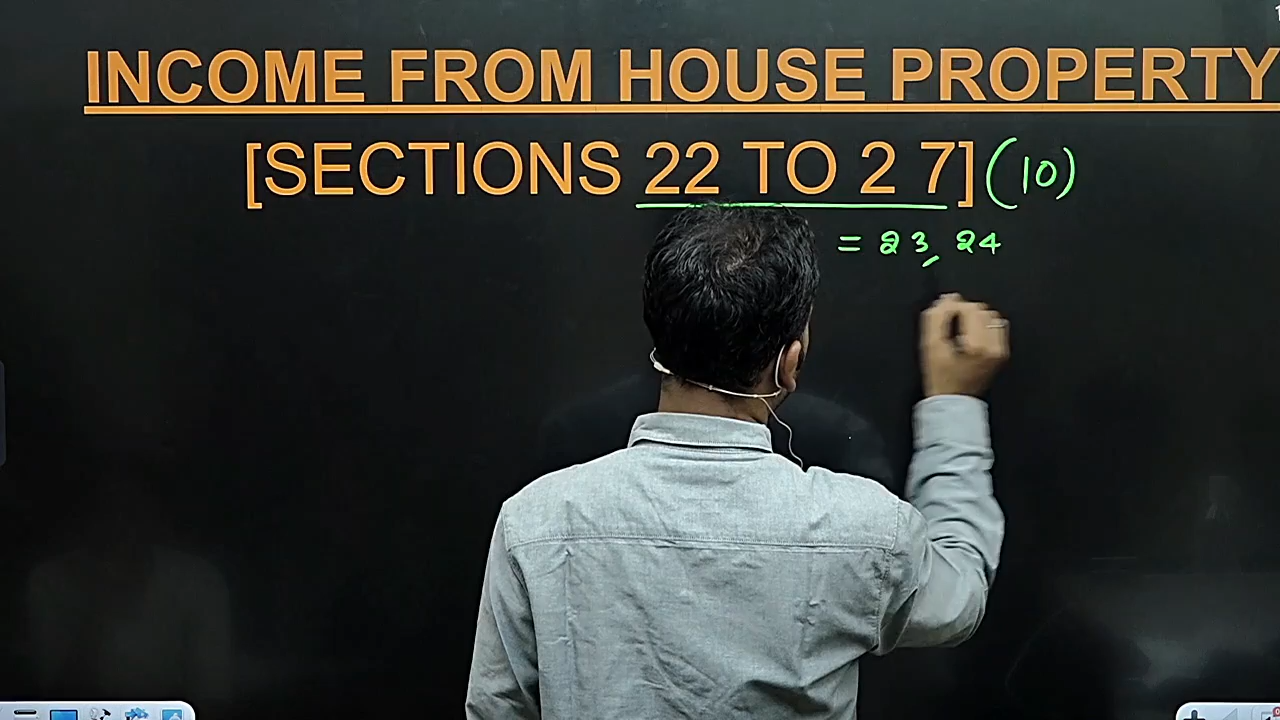 INCOME FROM HOUSE PROPERTY
[SECTIONS 22 TO 2 7] (10)
= 23, 24